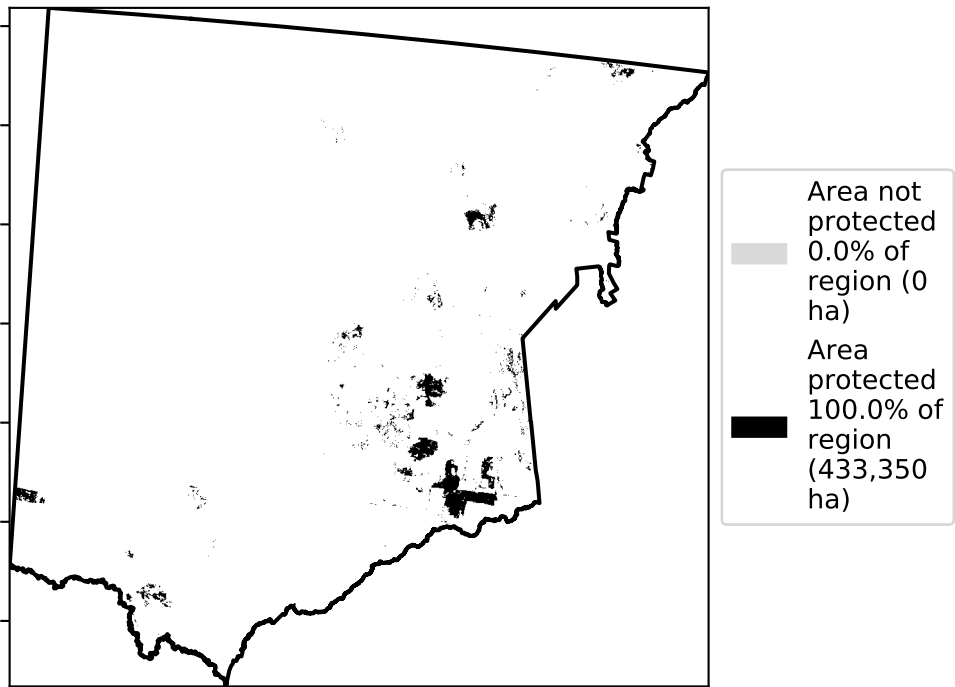 Area not
protected
0.0% of
region (0
ha)
Area
protected
100.0% of
region
(433,350
ha)